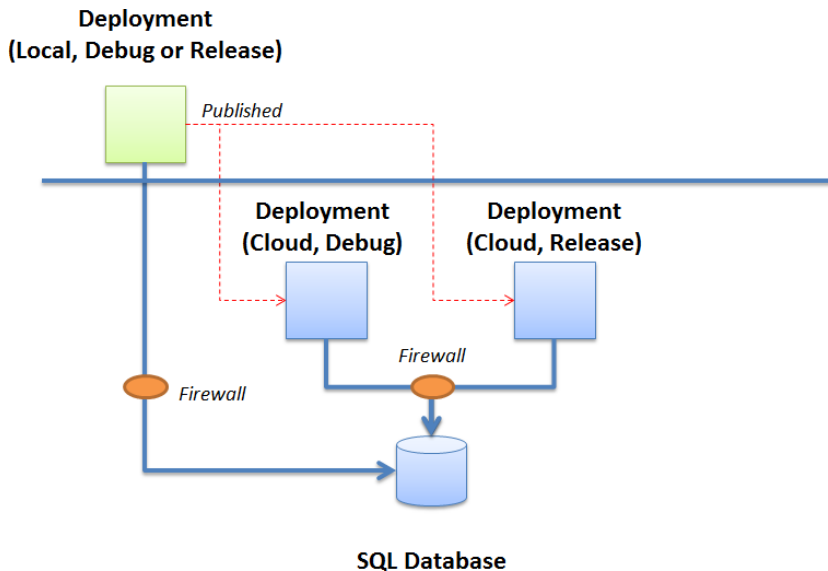 Deployment
(Local, Debug or Release)
Published
Deployment
(Cloud, Debug)
Deployment
(Cloud, Release)
Firewall
Firewall
SQL Database